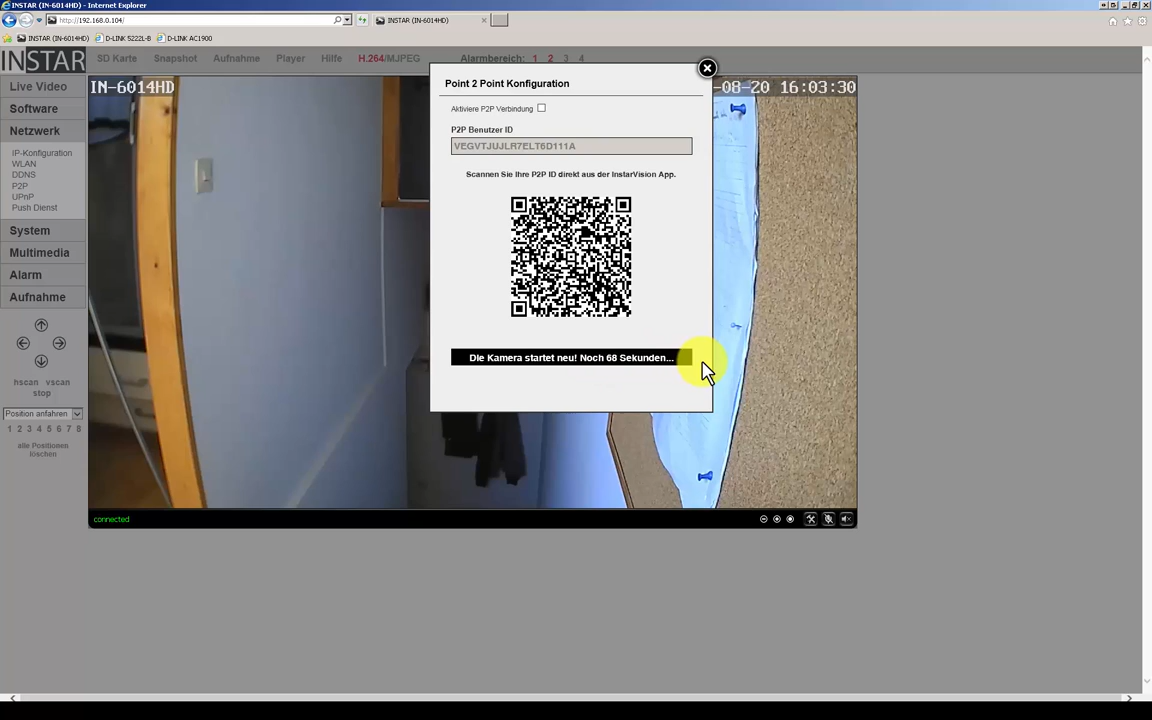 INSTAR (IN-6014HD) - Internet Explorer
http://192.168.0.104/
INSTAR (IN-6014HD)
INSTAR (IN-6014HD)
D-LINK 5222L-B
D-LINK AC1900
INSTAR
SD Karte
Snapshot
Aufnahme
Player
Hilfe
H.264/MJPEG
Alarmbereich:
1 2 3 4
Live Video
Software
Netzwerk
IP-Konfiguration
WLAN
DDNS
P2P
UPnP
Push Dienst
System
Multimedia
Alarm
Aufnahme
hscan vscan
stop
Position anfahren
1 2 3 4 5 6 7 8
alle Positionen
löschen
IN-6014HD
-08-20 16:03:30
Point 2 Point Konfiguration
Aktiviere P2P Verbindung
P2P Benutzer ID
VEGVTJUJLR7ELT6D111A
Scannen Sie Ihre P2P ID direkt aus der InstarVision App.
Die Kamera startet neu! Noch 68 Sekunden...
connected